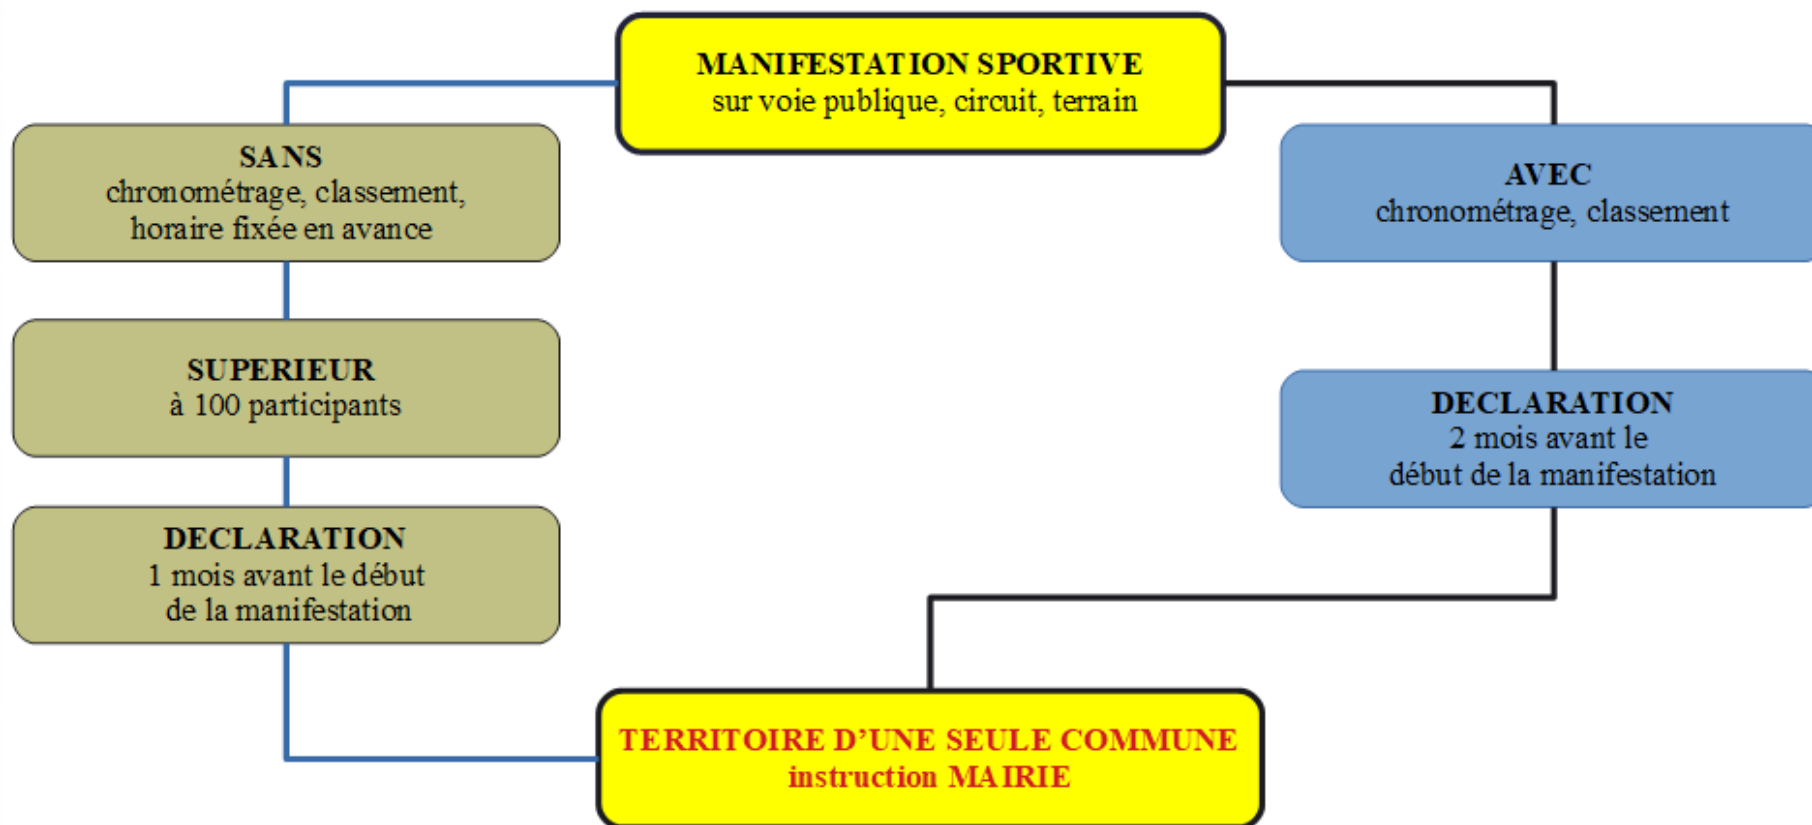 MANIFESTATION SPORTIVE
sur voie publique, circuit, terrain
SANS
chronométrage, classement,
horaire fixée en avance
AVEC
chronométrage, classement
SUPERIEUR
à 100 participants
DECLARATION
2 mois avant le
début de la manifestation
DECLARATION
1 mois avant le début
de la manifestation
TERRITOIRE D’UNE SEULE COMMUNE
instruction MAIRIE